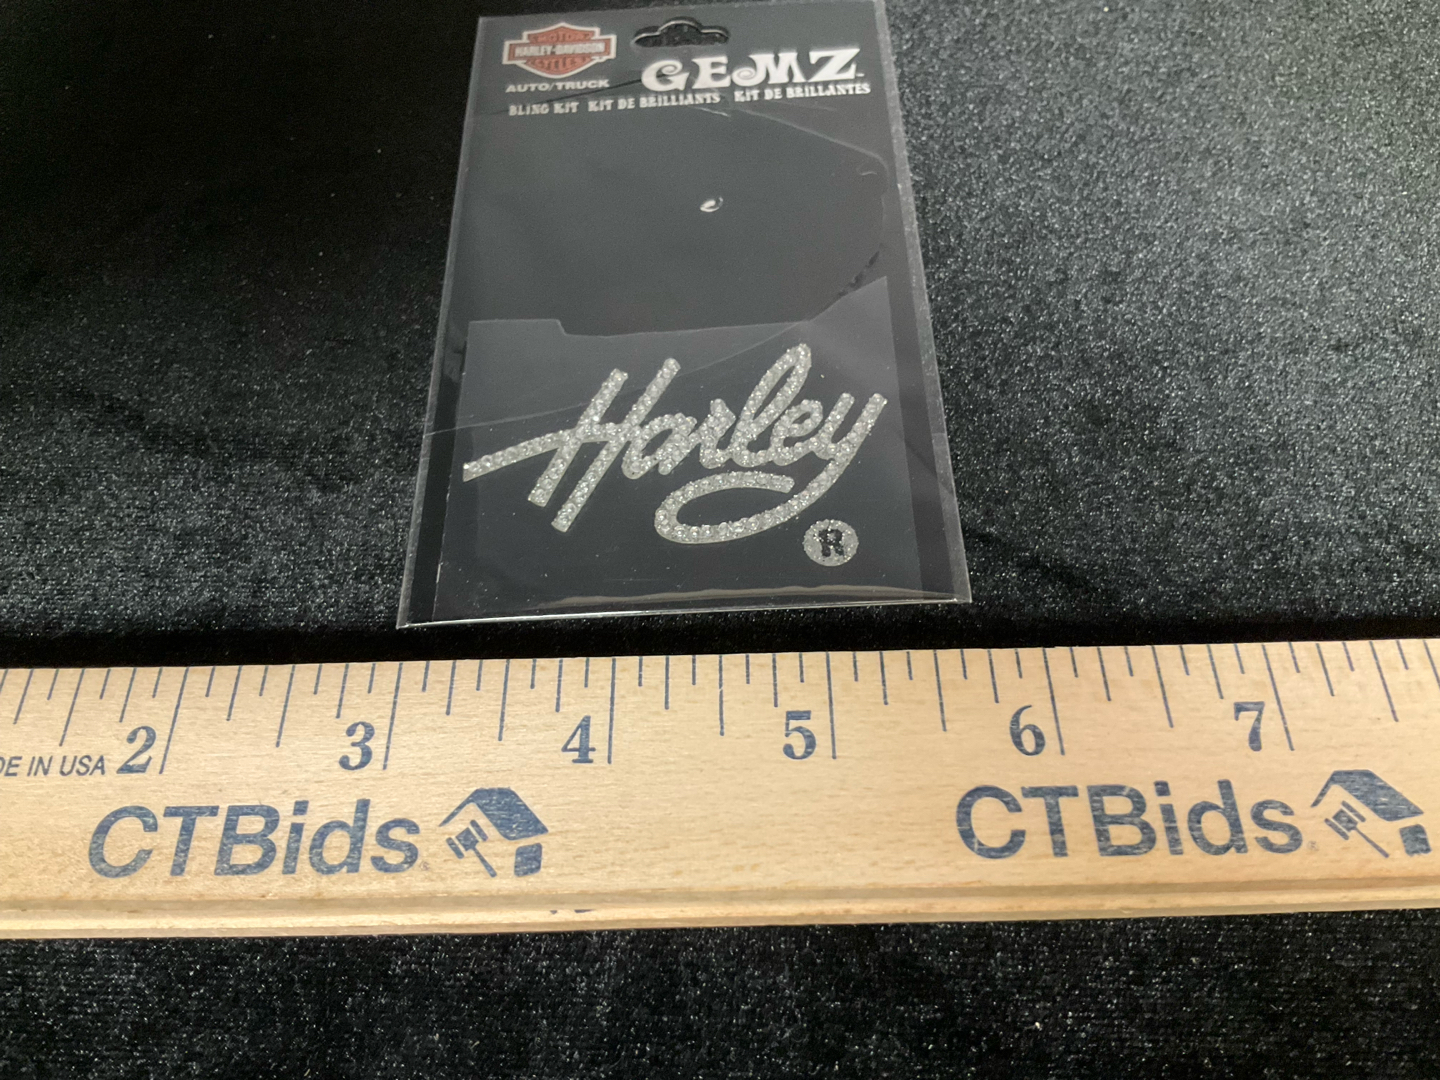 MOTOR
HARLEY-DAVIDSON
CYCLES
AUTO/TRUCK
GEMZ
BLING KIT KIT DE BRILLIANTS KIT DE BRILLANTES
Harley
R
2 3 4 5 6 7
DE IN USA
CTBids CTBids